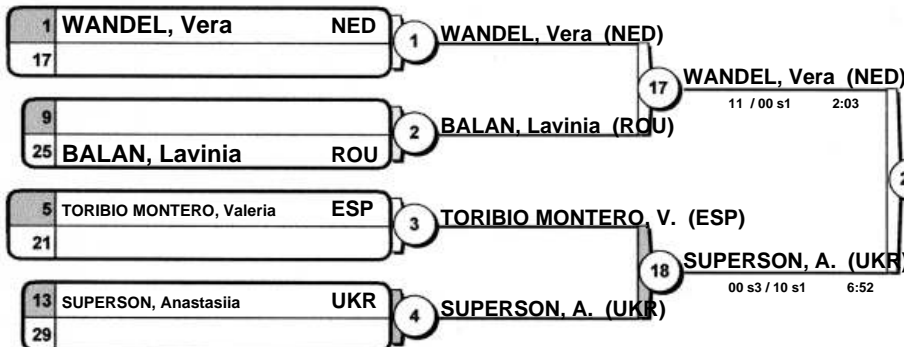 1 WANDEL, Vera NED
17
1 WANDEL, Vera (NED)
9
25 BALAN, Lavinia ROU
2 BALAN, Lavinia (ROU)
17 WANDEL, Vera (NED)
11 / 00 s1 2:03
5 TORIBIO MONTERO, Valeria ESP
21
3 TORIBIO MONTERO, V. (ESP)
13 SUPERSON, Anastasiia UKR
29
4 SUPERSON, A. (UKR)
18 SUPERSON, A. (UKR)
00 s3 / 10 s1 6:52